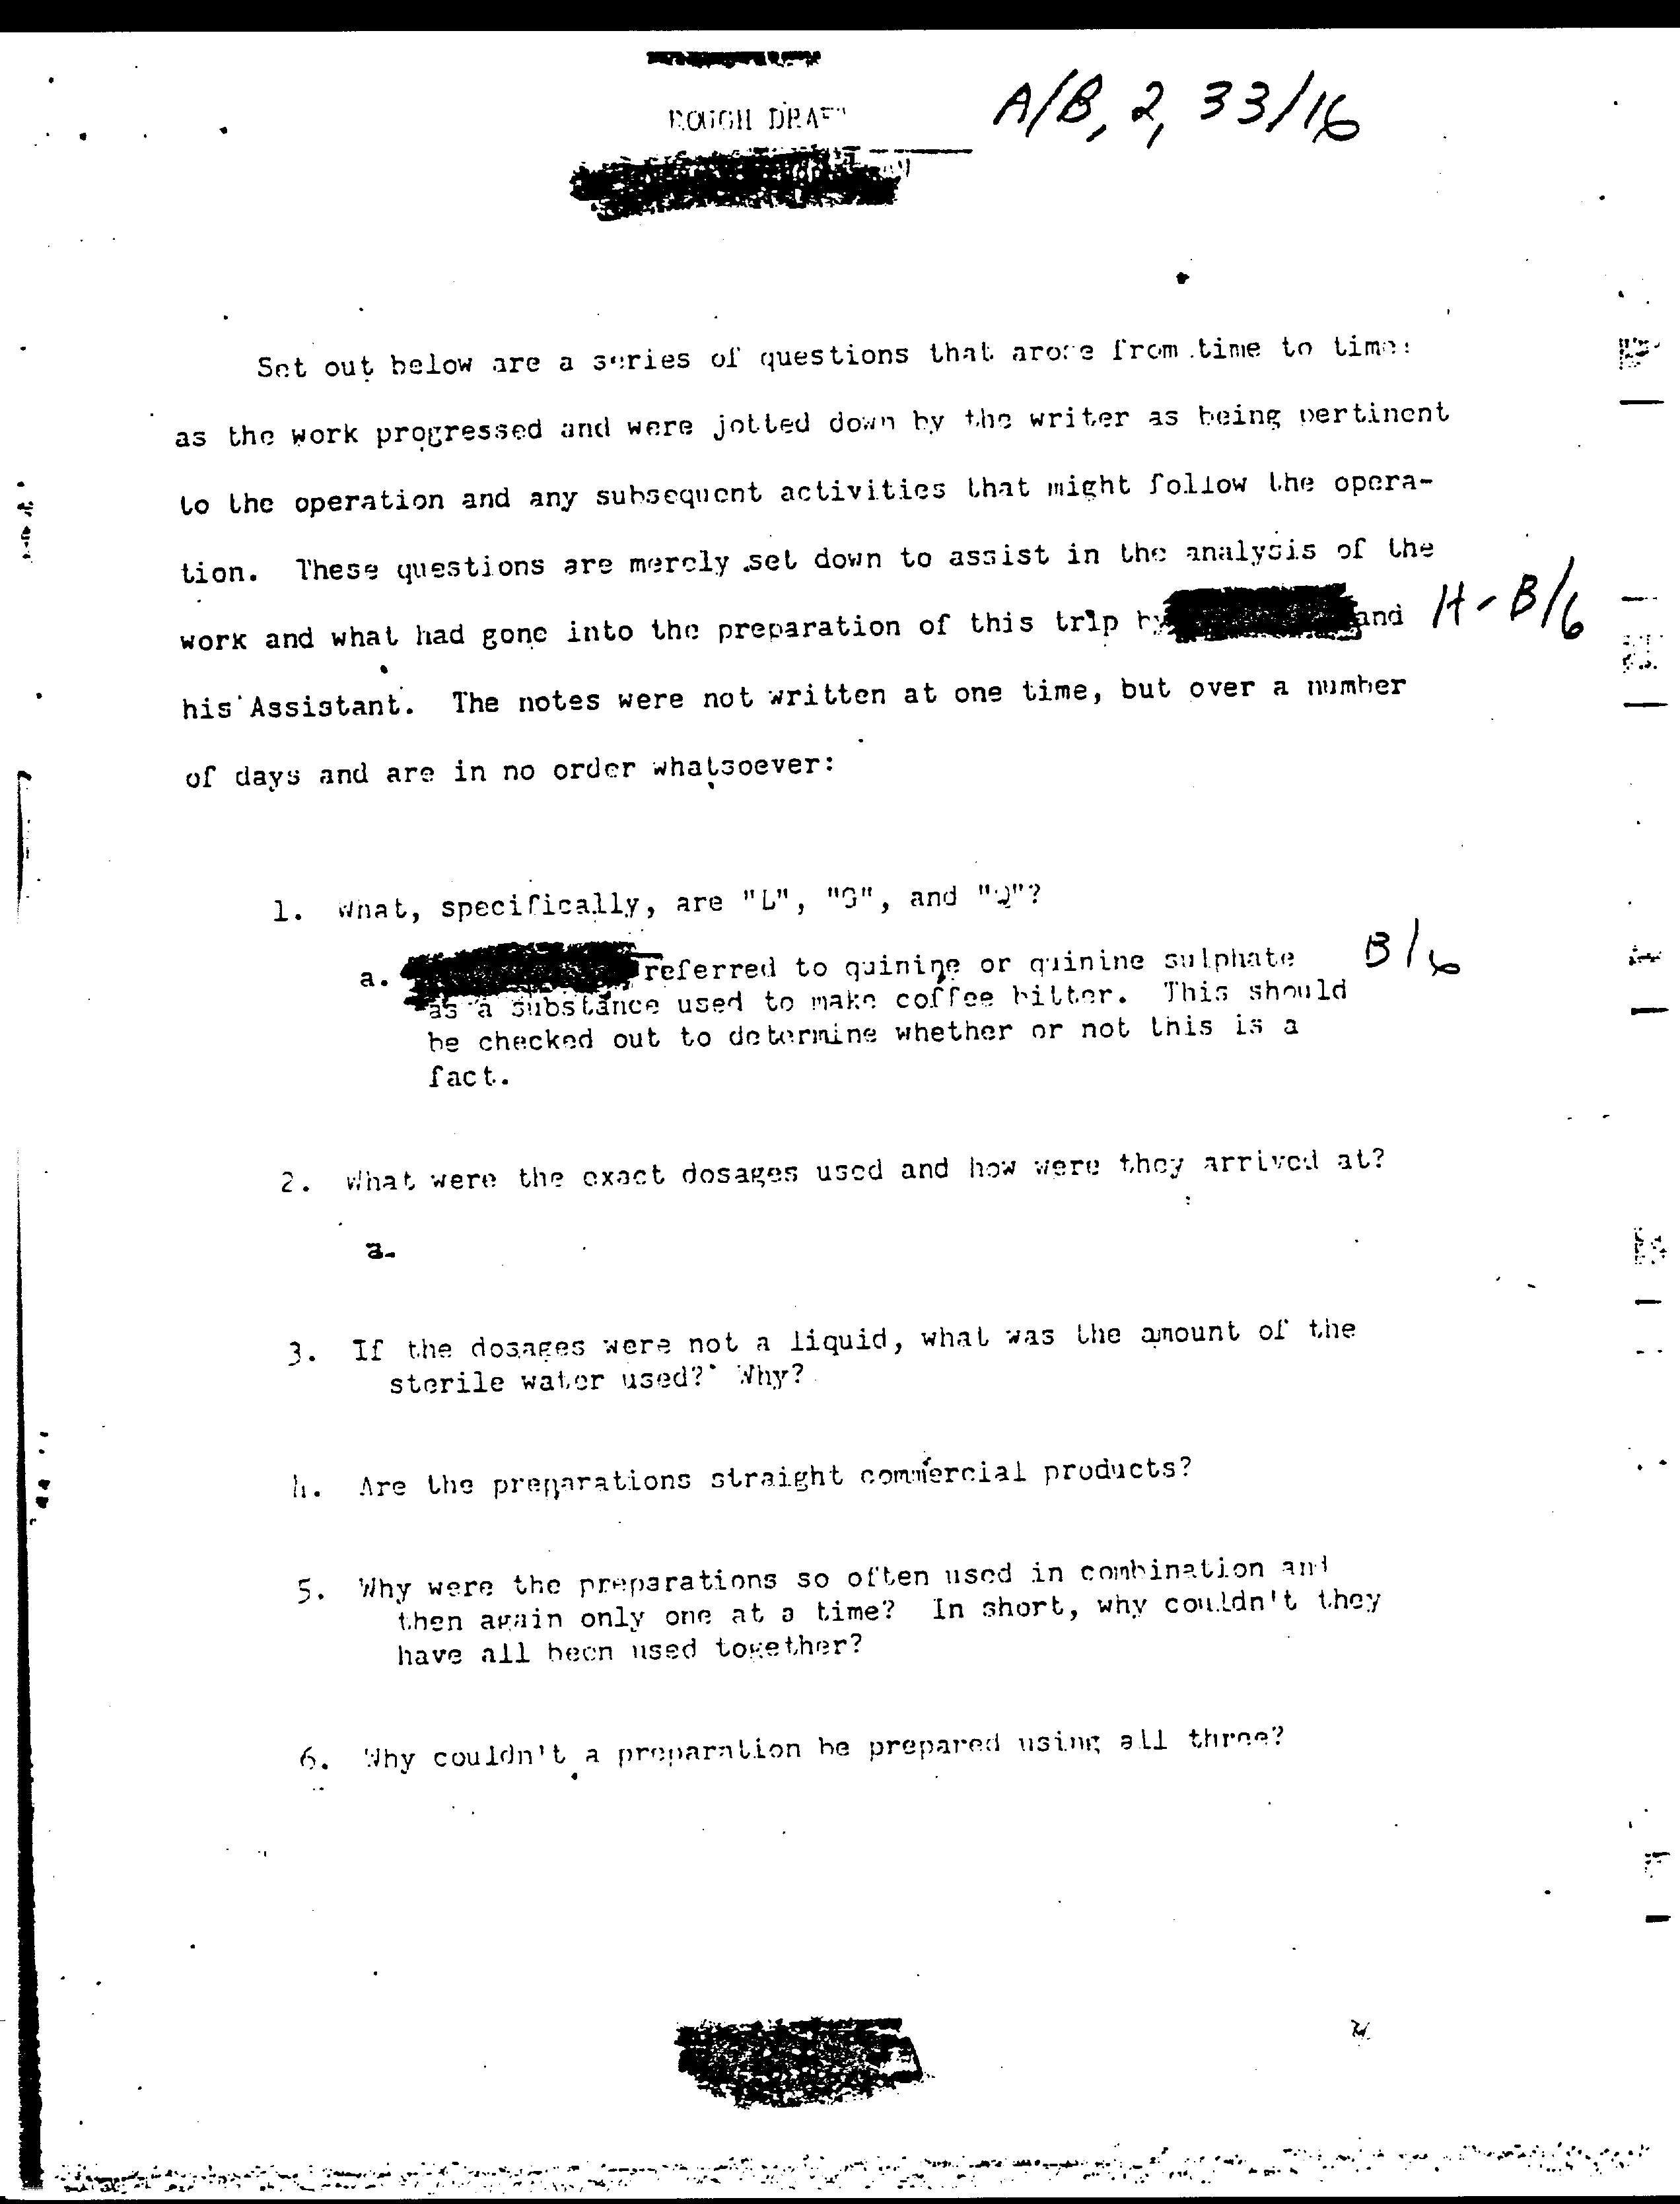 ROUGH DRAFT
A/B, 2, 33/16
Set out below are a series of questions that arose from time to time
as the work progressed and were jotted down by the writer as being pertinent
to the operation and any subsequent activities that might follow the opera-
tion. These questions are merely set down to assist in the analysis of the
work and what had gone into the preparation of this trip by and H-B/6
his Assistant. The notes were not written at one time, but over a number
of days and are in no order whatsoever:
1. What, specifically, are "L", "G", and "Q"?
a. referred to quinine or quinine sulphate B/6
as a substance used to make coffee bitter. This should
be checked out to determine whether or not this is a
fact.
2. What were the exact dosages used and how were they arrived at?
a.
3. If the dosages were not a liquid, what was the amount of the
sterile water used? Why?
4. Are the preparations straight commercial products?
5. Why were the preparations so often used in combination and
then again only one at a time? In short, why couldn't they
have all been used together?
6. Why couldn't a preparation be prepared using all three?